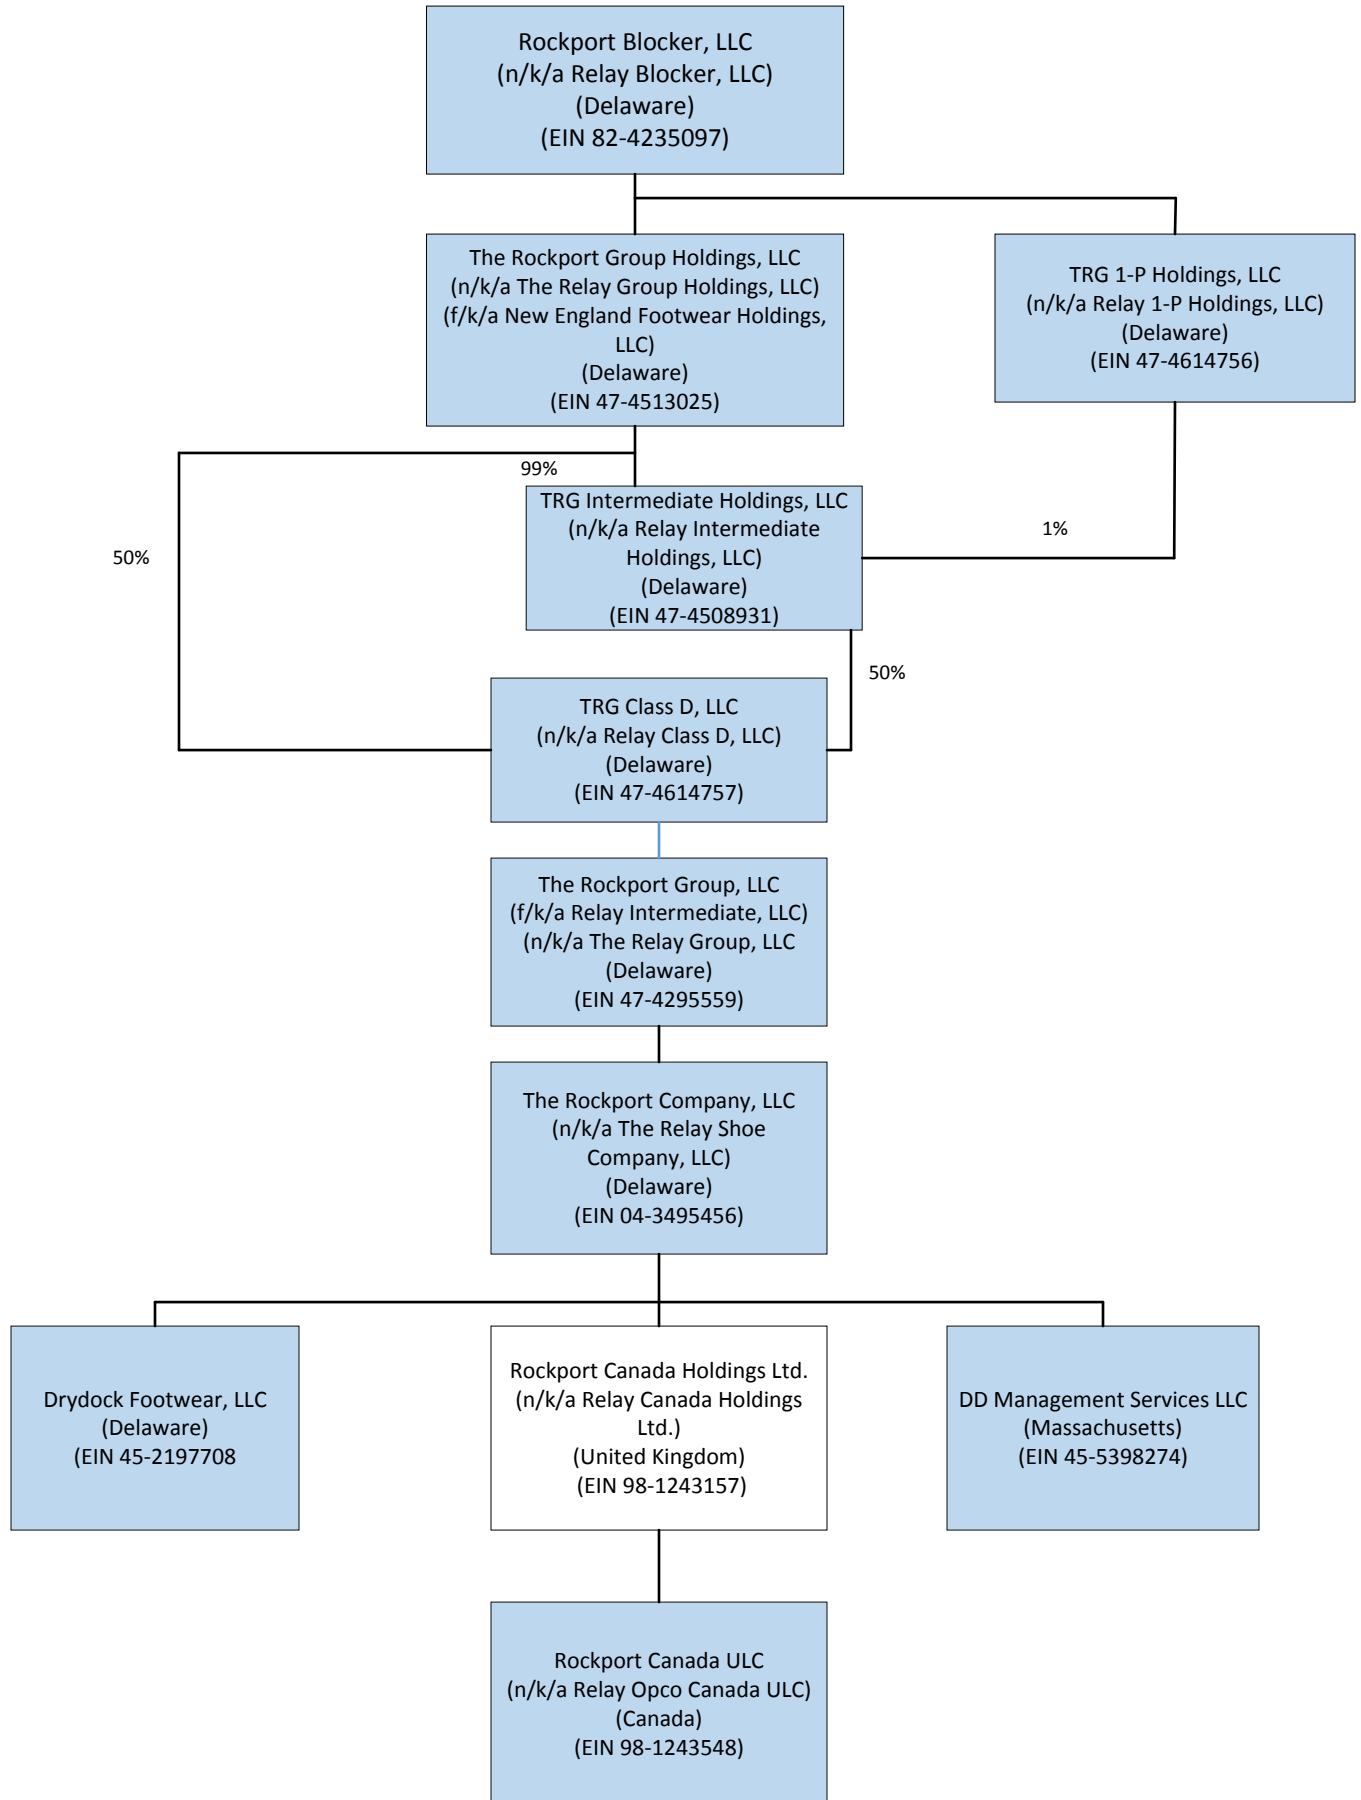 Rockport Blocker, LLC
(n/k/a Relay Blocker, LLC)
(Delaware)
(EIN 82-4235097)
The Rockport Group Holdings, LLC
(n/k/a The Relay Group Holdings, LLC)
(f/k/a New England Footwear Holdings,
LLC)
(Delaware)
(EIN 47-4513025)
TRG 1-P Holdings, LLC
(n/k/a Relay 1-P Holdings, LLC)
(Delaware)
(EIN 47-4614756)
99%
TRG Intermediate Holdings, LLC
(n/k/a Relay Intermediate
Holdings, LLC)
(Delaware)
(EIN 47-4508931)
1%
50%
50%
TRG Class D, LLC
(n/k/a Relay Class D, LLC)
(Delaware)
(EIN 47-4614757)
The Rockport Group, LLC
(f/k/a Relay Intermediate, LLC)
(n/k/a The Relay Group, LLC
(Delaware)
(EIN 47-4295559)
The Rockport Company, LLC
(n/k/a The Relay Shoe
Company, LLC)
(Delaware)
(EIN 04-3495456)
Drydock Footwear, LLC
(Delaware)
(EIN 45-2197708
Rockport Canada Holdings Ltd.
(n/k/a Relay Canada Holdings
Ltd.)
(United Kingdom)
(EIN 98-1243157)
DD Management Services LLC
(Massachusetts)
(EIN 45-5398274)
Rockport Canada ULC
(n/k/a Relay Opco Canada ULC)
(Canada)
(EIN 98-1243548)